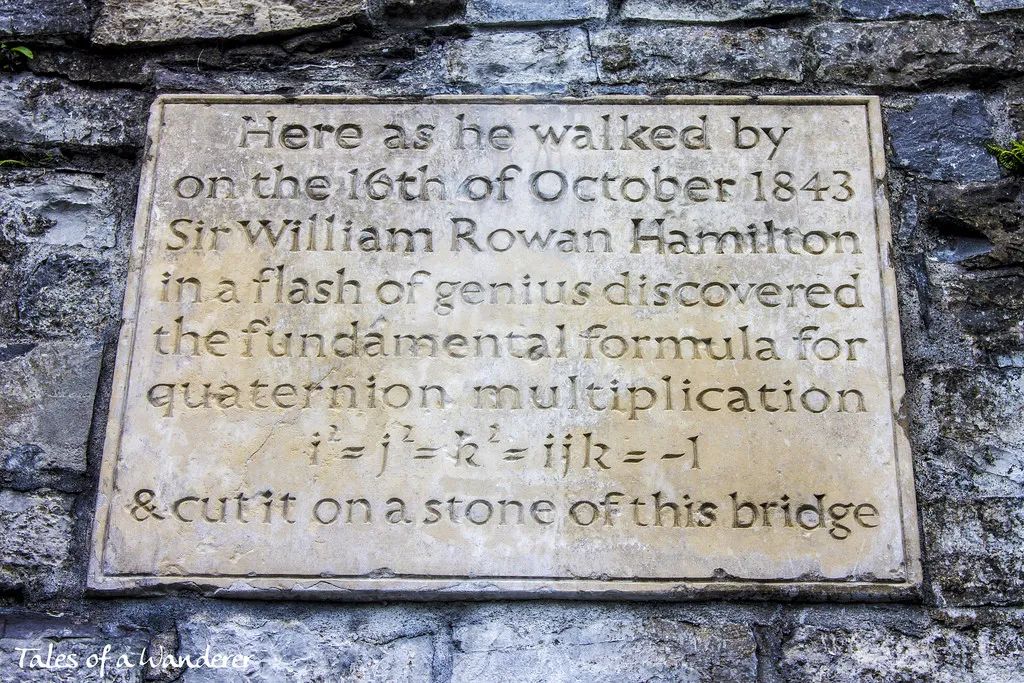 Here as he walked by
on the 16th of October 1843
Sir William Rowan Hamilton
in a flash of genius discovered
the fundamental formula for
quaternion multiplication
i² = j² = k² = ijk = -1
& cut it on a stone of this bridge
Tales of a Wanderer